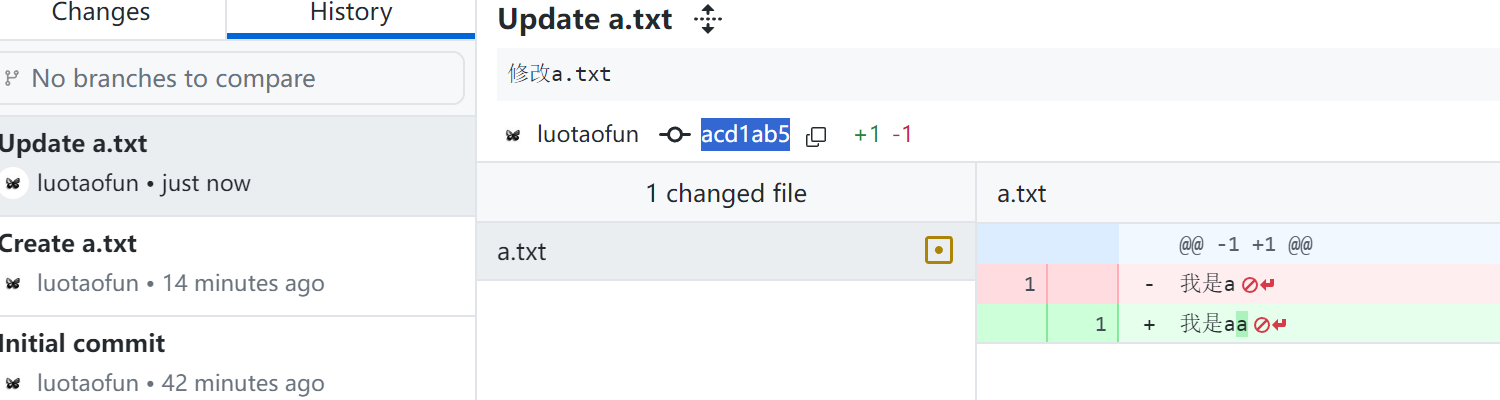 Changes
History
No branches to compare
Update a.txt
luotaofun • just now
Create a.txt
luotaofun • 14 minutes ago
Initial commit
luotaofun • 42 minutes ago
Update a.txt
修改a.txt
luotaofun acd1ab5 +1 -1
1 changed file
a.txt
a.txt
@@ -1 +1 @@
1 - 我是a
1 + 我是aa